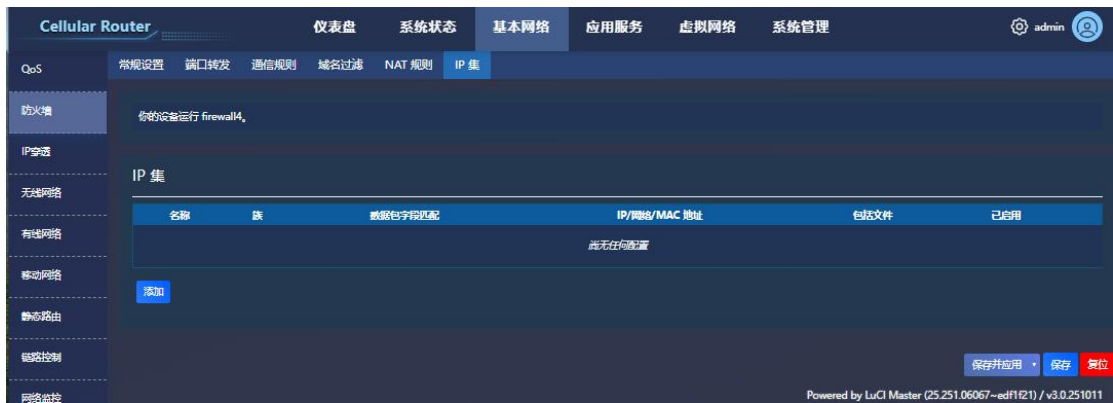 Cellular Router 仪表盘 系统状态 基本网络 应用服务 虚拟网络 系统管理 admin
QoS 常规设置 端口转发 通信规则 域名过滤 NAT 规则 IP 集
防火墙
你的设备运行 firewall4。
IP穿透
IP 集
无线网络
名称 族 数据包字段匹配 IP/网络/MAC 地址 包括文件 已启用
有线网络
尚无任何配置
移动网络
添加
静态路由
链路控制
保存并应用 保存 复位
网络监控
Powered by LuCI Master (25.251.06067~edf1f21) / v3.0.251011